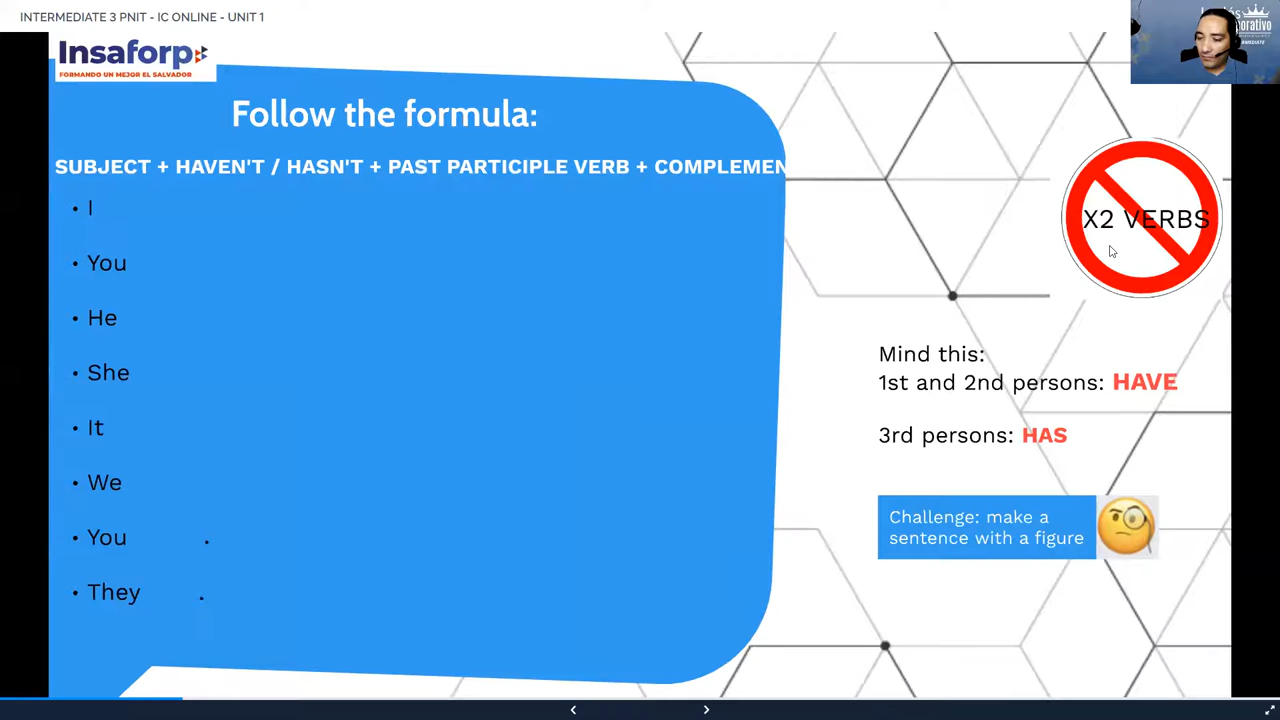 INTERMEDIATE 3 PNIT - IC ONLINE - UNIT 1
Insaforp
FORMANDO UN MEJOR EL SALVADOR
Follow the formula:
SUBJECT + HAVEN'T / HASN'T + PAST PARTICIPLE VERB + COMPLEMEN
• I
• You
• He
• She
• It
• We
• You .
• They .
X2 VERBS
Mind this:
1st and 2nd persons: HAVE
3rd persons: HAS
Challenge: make a
sentence with a figure